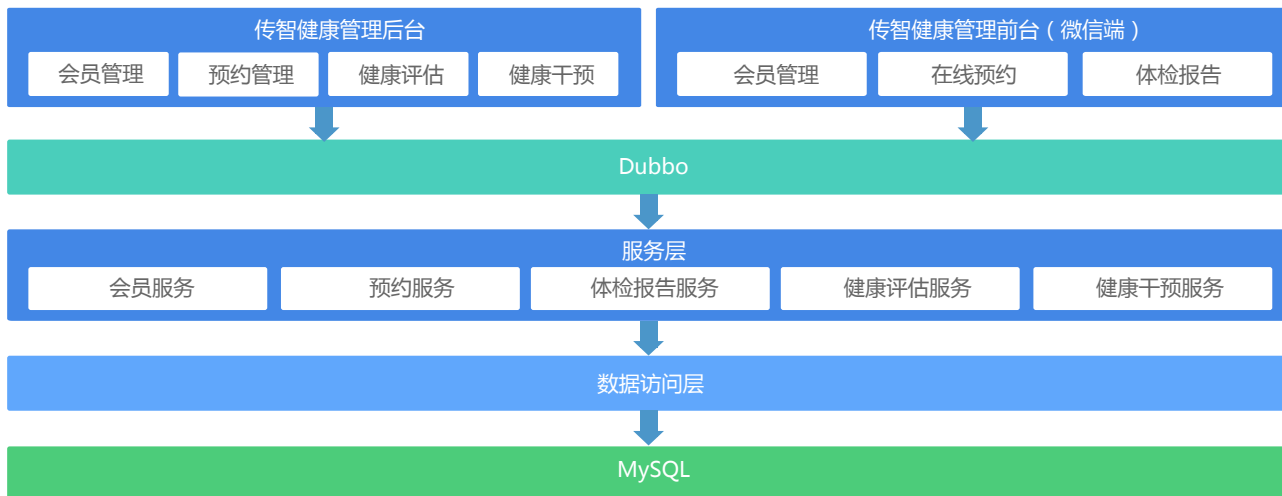 传智健康管理后台
会员管理 预约管理 健康评估 健康干预
传智健康管理前台（微信端）
会员管理 在线预约 体检报告
Dubbo
服务层
会员服务 预约服务 体检报告服务 健康评估服务 健康干预服务
数据访问层
MySQL